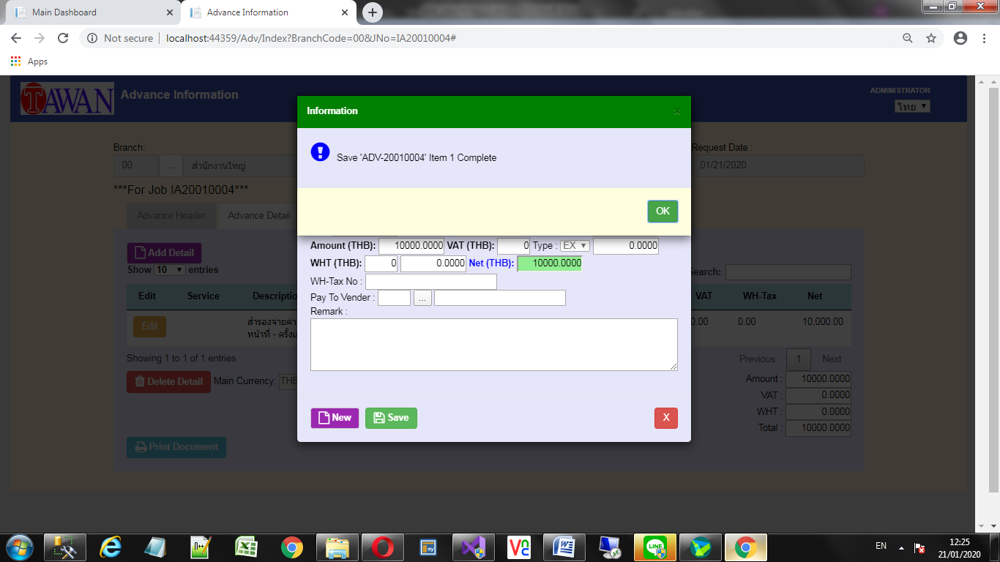 Main Dashboard
Advance Information
Not secure
localhost:44359/Adv/Index?BranchCode=00&JNo=IA20010004#
Apps
TAWAN
Advance Information
ADMINISTRATOR
ไทย
Information
×
Save 'ADV-20010004' Item 1 Complete
OK
Branch:
00
...
สำนักงานใหญ่
Request Date :
01/21/2020
***For Job IA20010004***
Advance Header
Advance Detail
Add Detail
Show 10 entries
Search:
Edit Service Descriptio VAT WH-Tax Net
Edit
สำรองจ่ายค่า
หน้าที่ - ครั้ง
0.00 0.00 10,000.00
Showing 1 to 1 of 1 entries
Previous 1 Next
Delete Detail
Main Currency: THB
Amount : 10000.0000
VAT : 0.0000
WHT : 0.0000
Total : 10000.0000
Print Document
Amount (THB): 10000.0000 VAT (THB): 0 Type : EX 0.0000
WHT (THB): 0 0.0000 Net (THB): 10000.0000
WH-Tax No :
Pay To Vender : ...
Remark :
New
Save
X
EN
12:25
21/01/2020